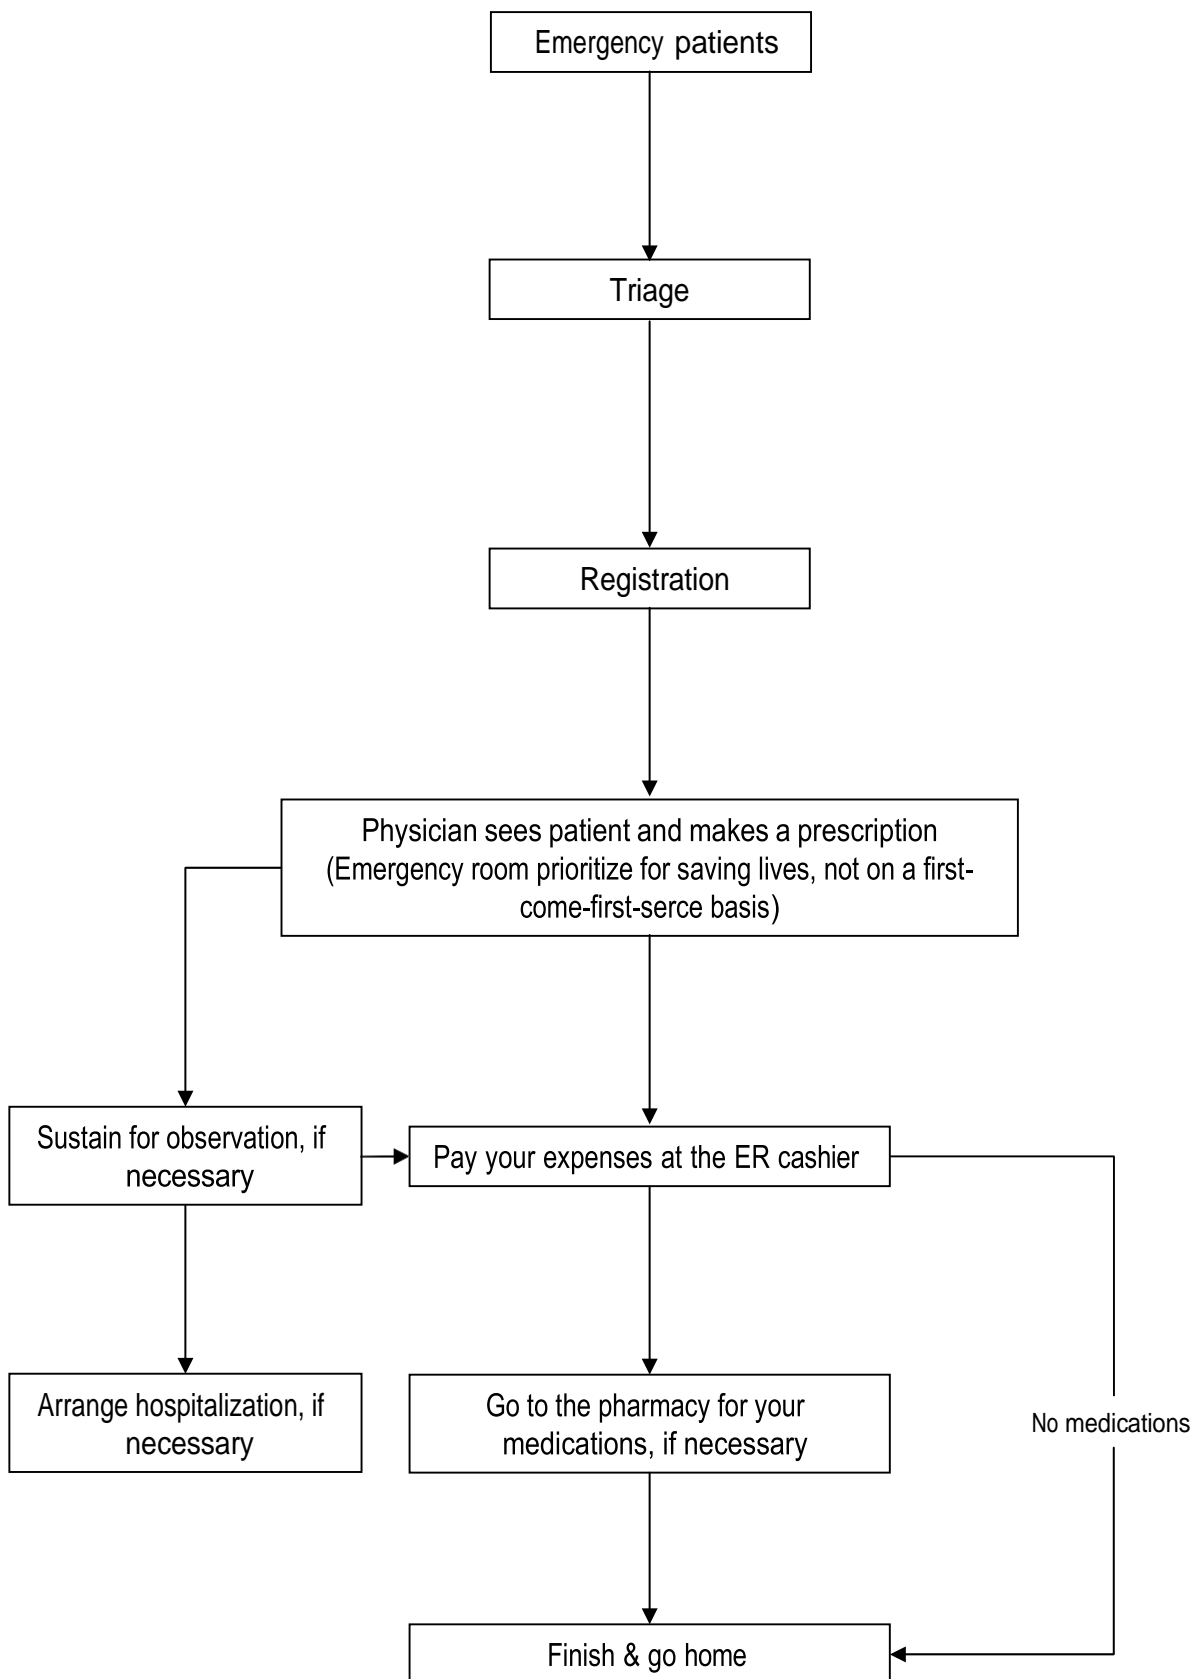 Emergency patients
Triage
Registration
Physician sees patient and makes a prescription
(Emergency room prioritize for saving lives, not on a first-
come-first-serce basis)
Sustain for observation, if
necessary
Pay your expenses at the ER cashier
Arrange hospitalization, if
necessary
Go to the pharmacy for your
medications, if necessary
No medications
Finish & go home